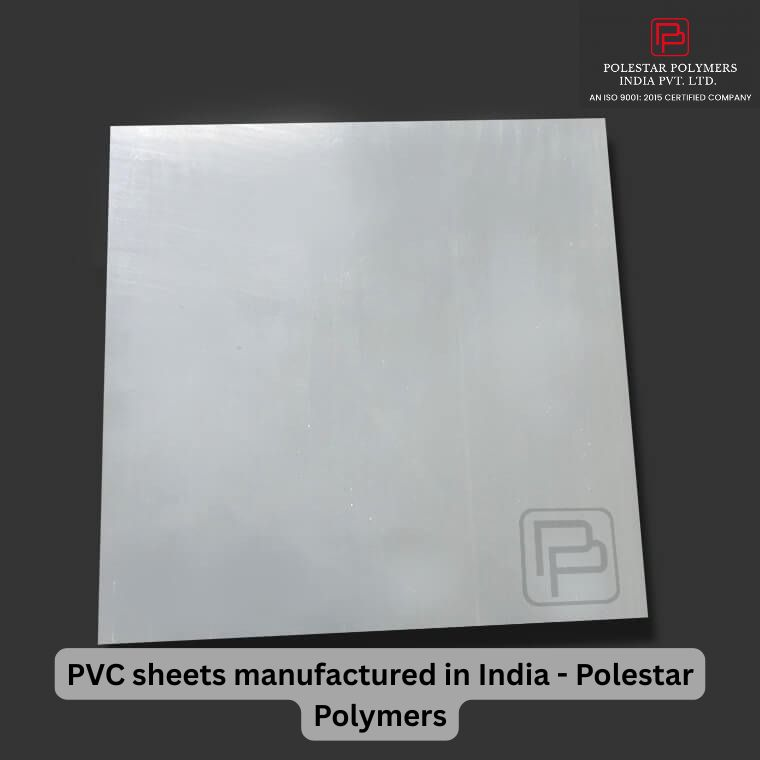 POLESTAR POLYMERS
INDIA PVT. LTD.
AN ISO 9001: 2015 CERTIFIED COMPANY
PVC sheets manufactured in India - Polestar
Polymers